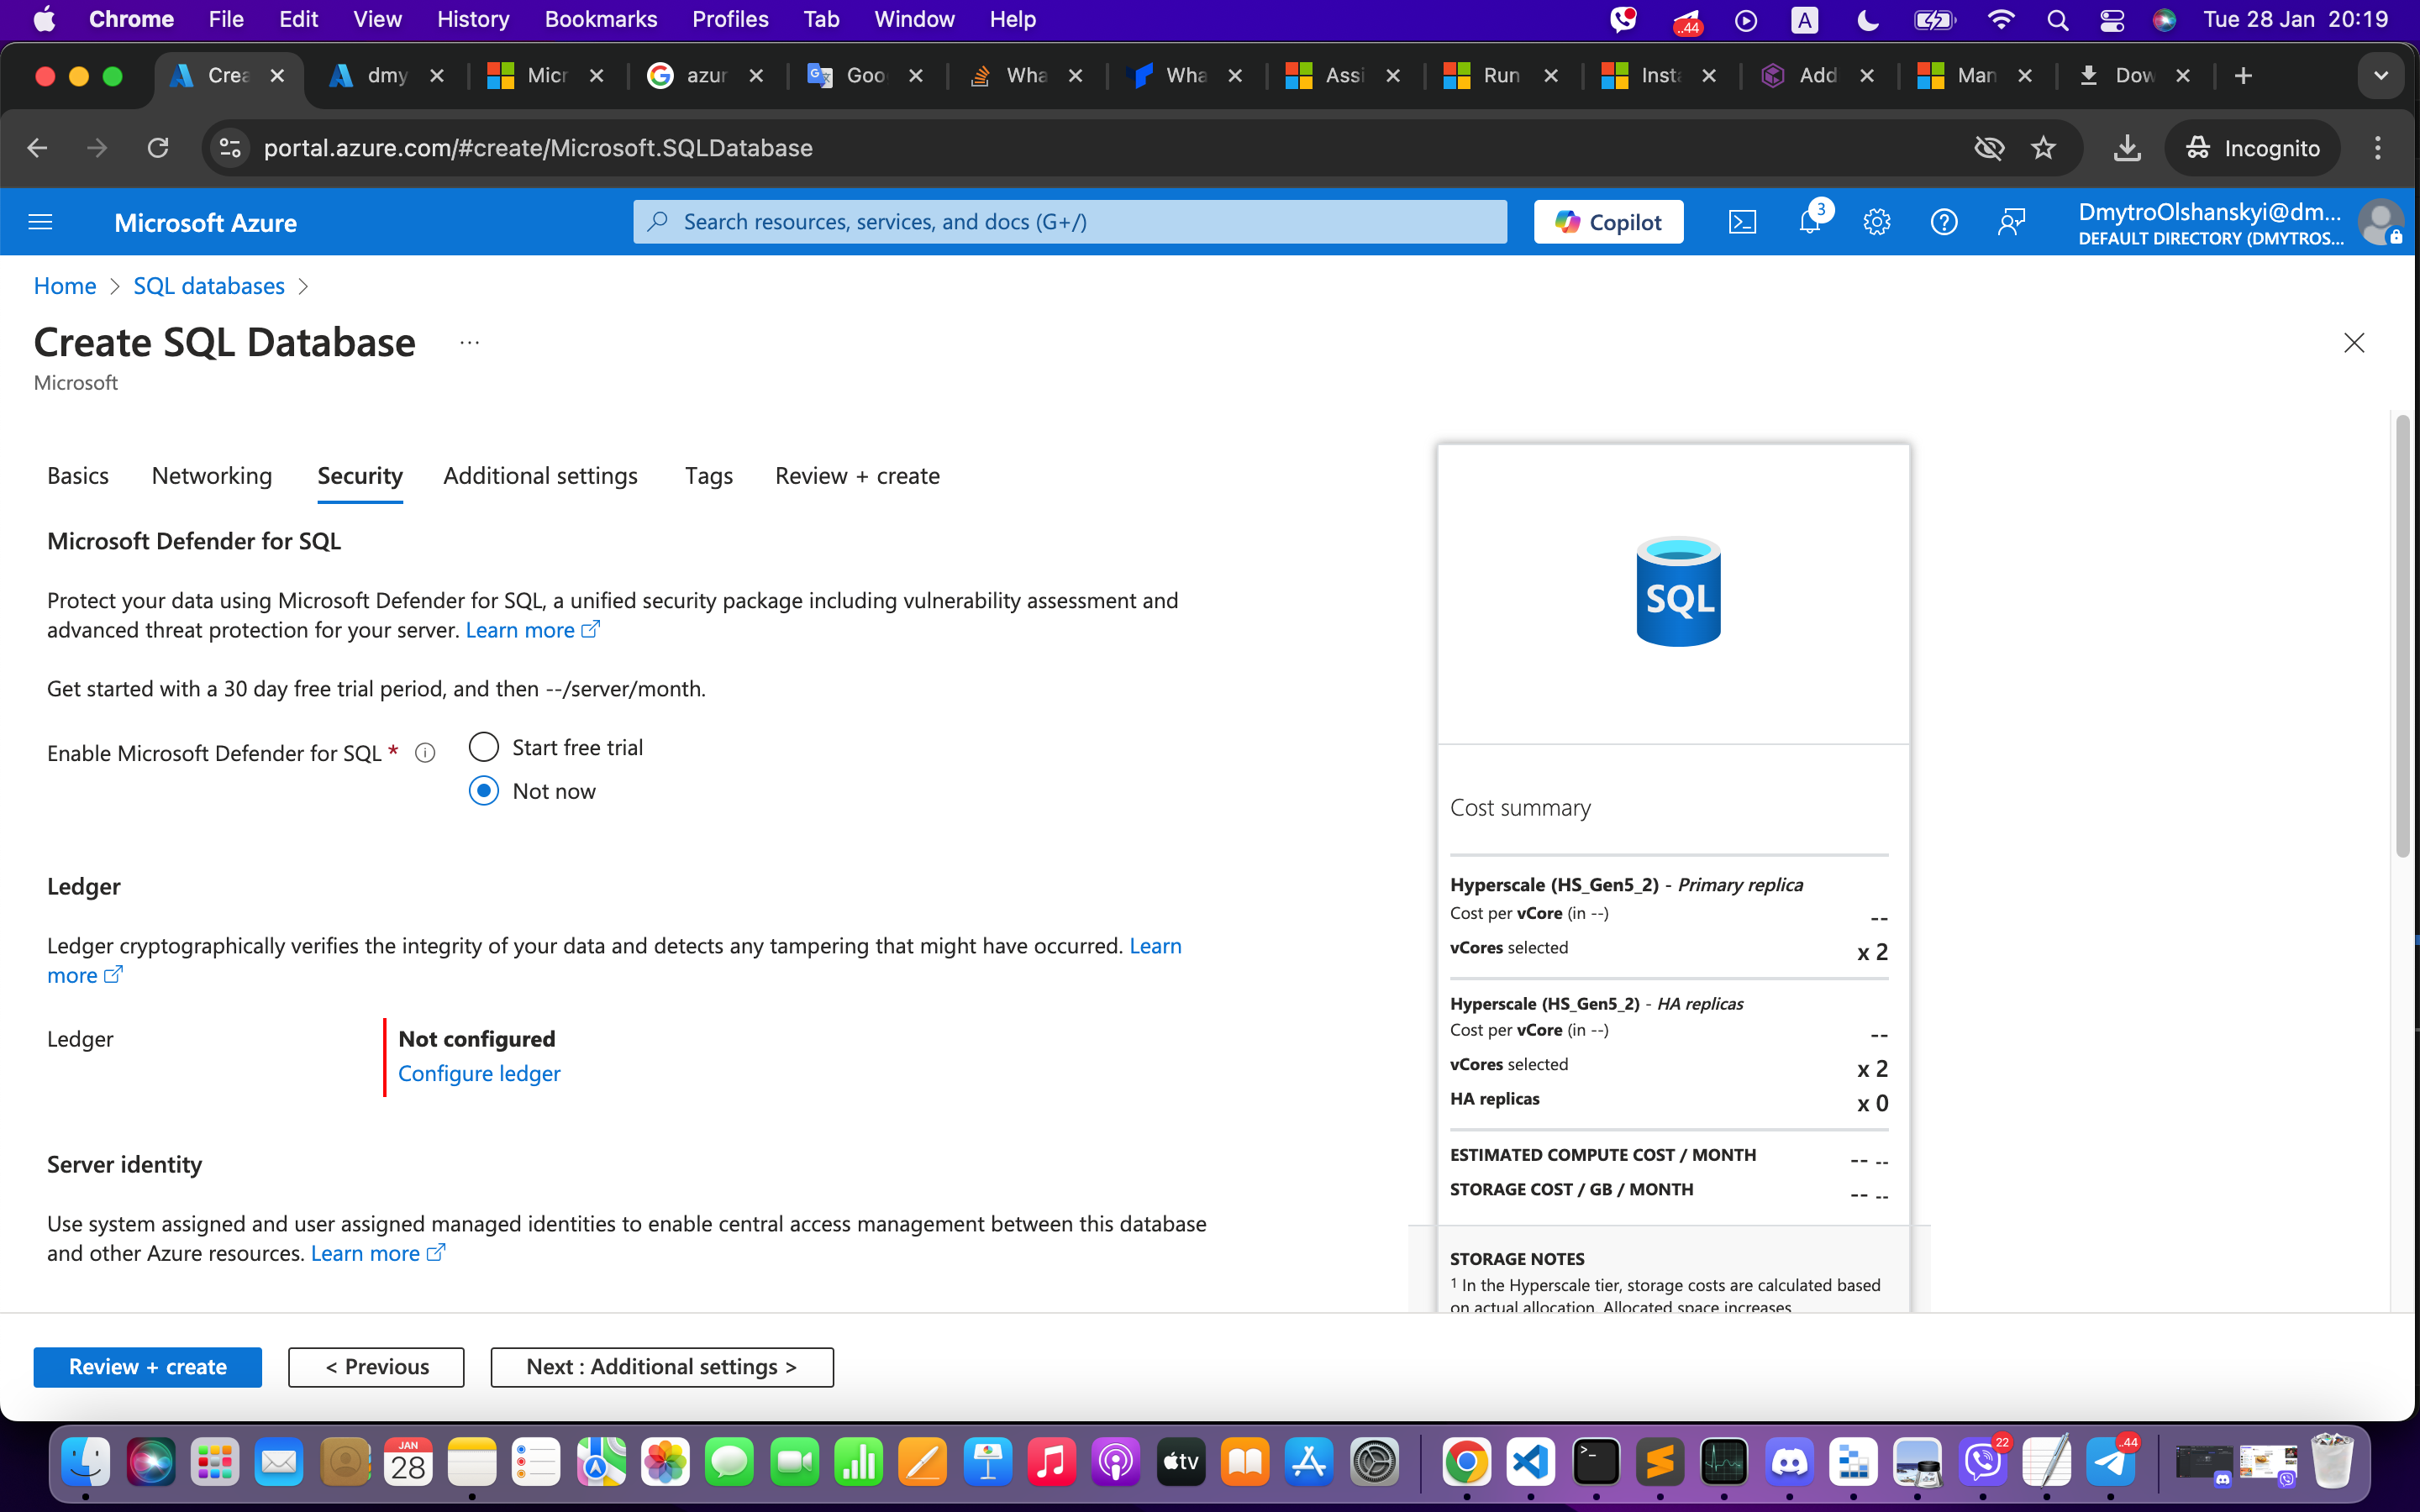 Chrome File Edit View History Bookmarks Profiles Tab Window Help
..44
A
Tue 28 Jan 20:19
Crea
dmy
Micr
azur
Goo
Wha
Wha
Assi
Run
Insta
Add
Man
Dow
portal.azure.com/#create/Microsoft.SQLDatabase
Incognito
Microsoft Azure
Search resources, services, and docs (G+/)
Copilot
3
DmytroOlshanskyi@dm...
DEFAULT DIRECTORY (DMYTROS...
Home > SQL databases >
Create SQL Database ...
Microsoft
Basics Networking Security Additional settings Tags Review + create
Microsoft Defender for SQL
Protect your data using Microsoft Defender for SQL, a unified security package including vulnerability assessment and
advanced threat protection for your server. Learn more
Get started with a 30 day free trial period, and then --/server/month.
Enable Microsoft Defender for SQL *
Start free trial
Not now
Ledger
Ledger cryptographically verifies the integrity of your data and detects any tampering that might have occurred. Learn
more
Ledger
Not configured
Configure ledger
Server identity
Use system assigned and user assigned managed identities to enable central access management between this database
and other Azure resources. Learn more
SQL
Cost summary
Hyperscale (HS_Gen5_2) - Primary replica
Cost per vCore (in --) --
vCores selected x 2
Hyperscale (HS_Gen5_2) - HA replicas
Cost per vCore (in --) --
vCores selected x 2
HA replicas x 0
ESTIMATED COMPUTE COST / MONTH -- --
STORAGE COST / GB / MONTH -- --
STORAGE NOTES
1 In the Hyperscale tier, storage costs are calculated based
on actual allocation. Allocated space increases
Review + create
< Previous
Next : Additional settings >
JAN
28
tv
22
..44